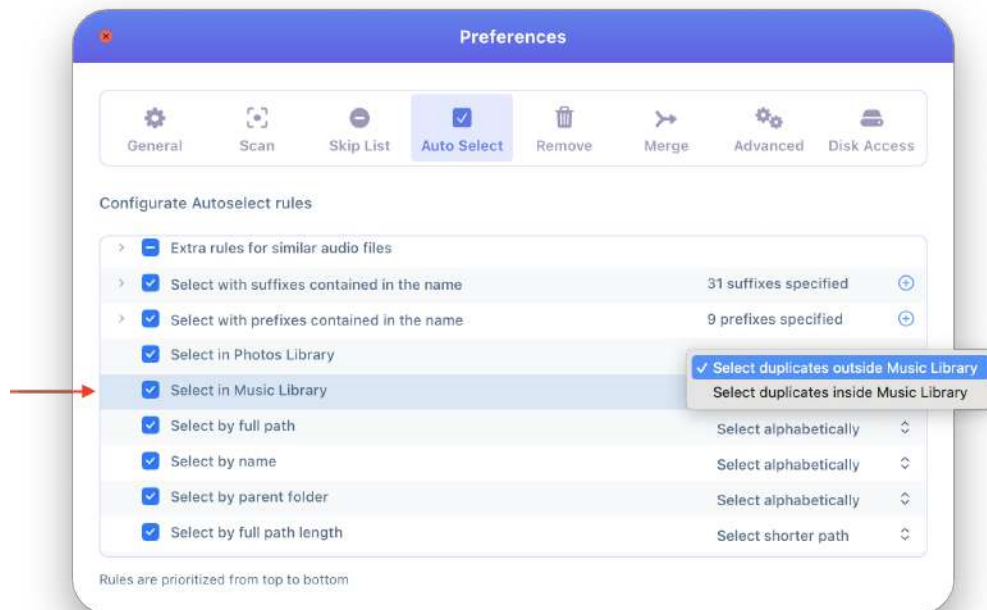 Preferences
General
Scan
Skip List
Auto Select
Remove
Merge
Advanced
Disk Access
Configurate Autoselect rules
Extra rules for similar audio files
Select with suffixes contained in the name 31 suffixes specified
Select with prefixes contained in the name 9 prefixes specified
Select in Photos Library
Select duplicates outside Music Library
Select in Music Library
Select duplicates inside Music Library
Select by full path Select alphabetically
Select by name Select alphabetically
Select by parent folder Select alphabetically
Select by full path length Select shorter path
Rules are prioritized from top to bottom